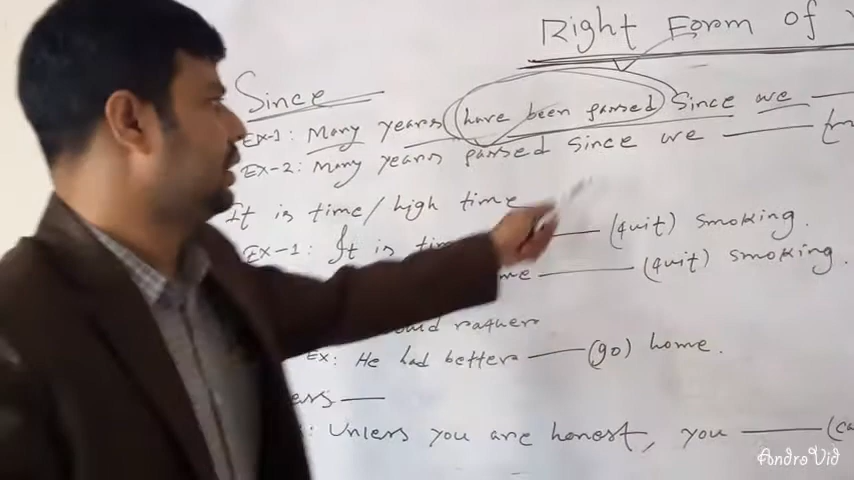 Right Form of
Since
Ex-1: Many years have been passed Since we
Ex-2: Many years passed since we
It is time/high time
Ex-1: It is (quit) smoking.
(quit) smoking.
rather
Ex: He had better (go) home.
: Unless you are honest, you
AndroVid